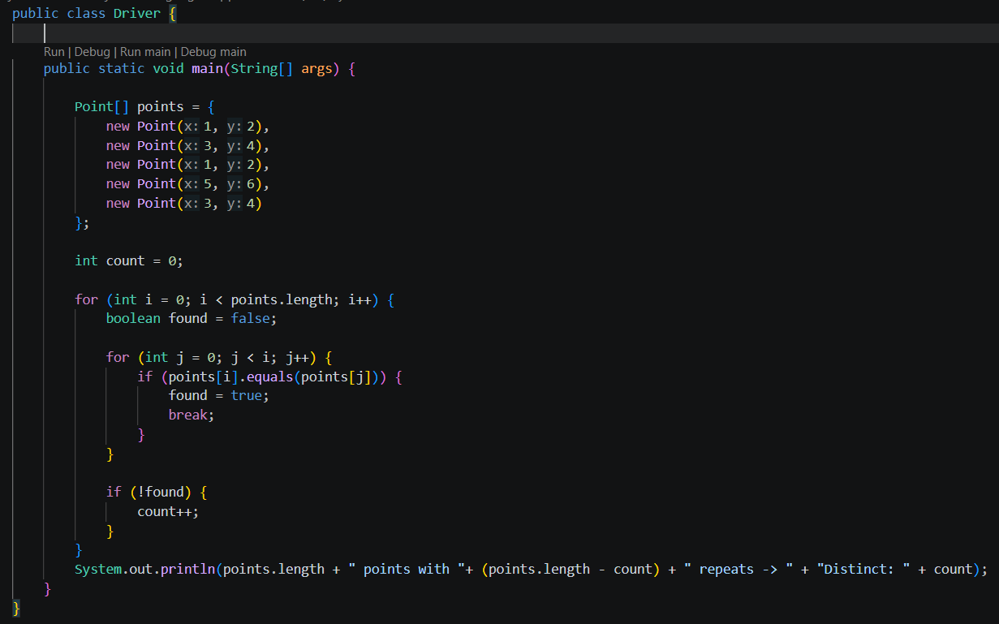 public class Driver {
Run | Debug | Run main | Debug main
public static void main(String[] args) {
Point[] points = {
new Point(x: 1, y: 2),
new Point(x: 3, y: 4),
new Point(x: 1, y: 2),
new Point(x: 5, y: 6),
new Point(x: 3, y: 4)
};
int count = 0;
for (int i = 0; i < points.length; i++) {
boolean found = false;
for (int j = 0; j < i; j++) {
if (points[i].equals(points[j])) {
found = true;
break;
}
}
if (!found) {
count++;
}
}
System.out.println(points.length + " points with "+ (points.length - count) + " repeats -> " + "Distinct: " + count);
}
}